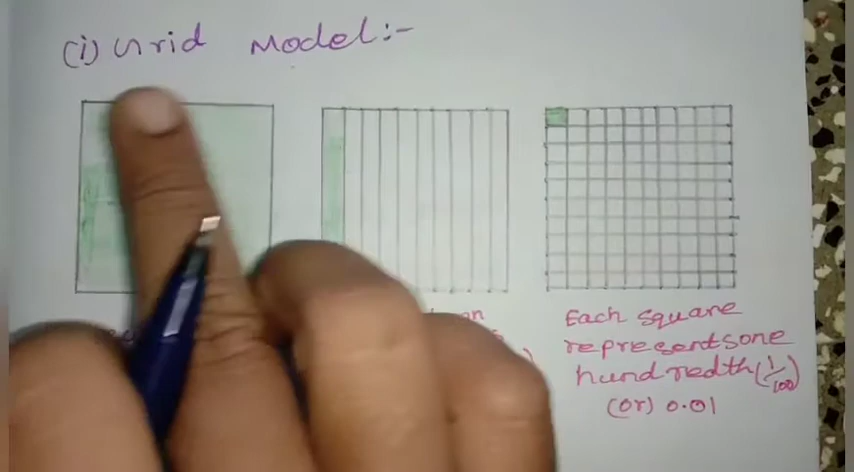 (i) Grid Model:-
Each square
represents one
hundredth (1/100)
(or) 0.01